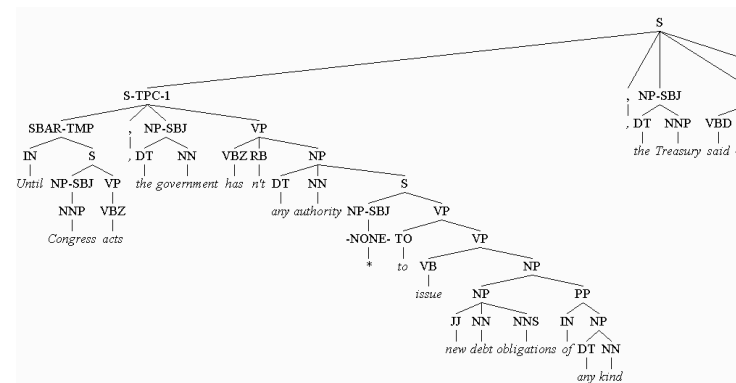 S
S-TPC-1 , NP-SBJ
SBAR-TMP , NP-SBJ VP , DT NNP VBD
IN S , DT NN VBZ RB NP the Treasury said
Until NP-SBJ VP the government has n't DT NN S
NNP VBZ any authority NP-SBJ VP
Congress acts -NONE- TO VP
* to VB NP
issue NP PP
JJ NN NNS IN NP
new debt obligations of DT NN
any kind